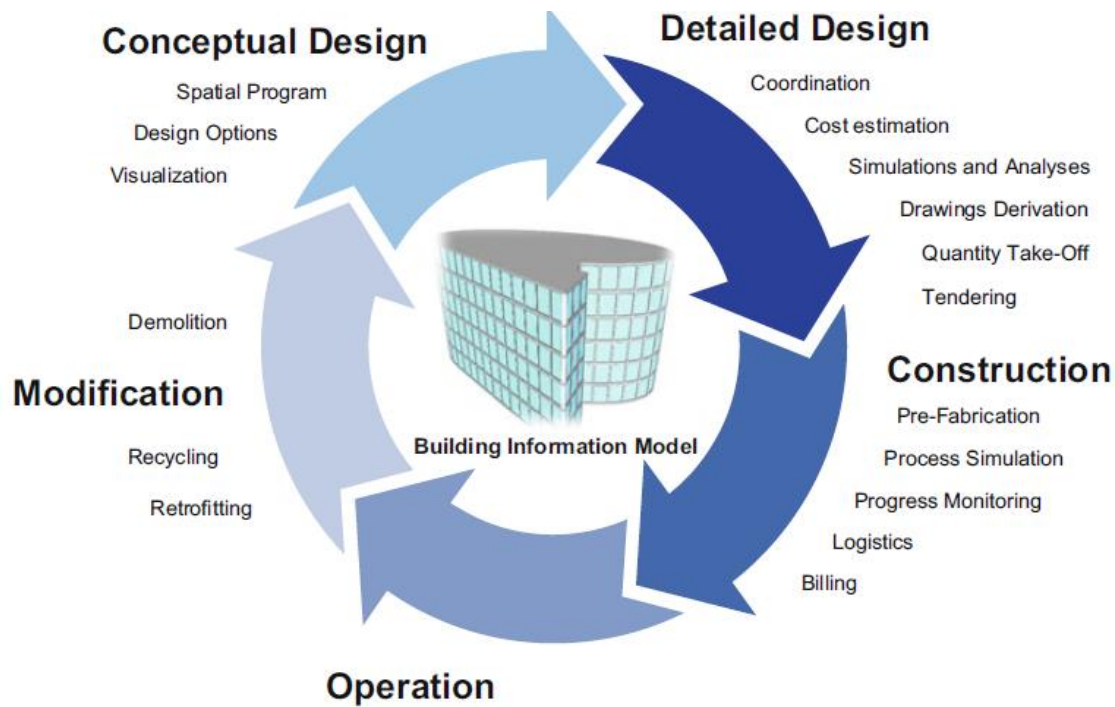 Conceptual Design
Spatial Program
Design Options
Visualization
Detailed Design
Coordination
Cost estimation
Simulations and Analyses
Drawings Derivation
Quantity Take-Off
Tendering
Construction
Pre-Fabrication
Process Simulation
Progress Monitoring
Logistics
Billing
Operation
Demolition
Modification
Recycling
Retrofitting
Building Information Model